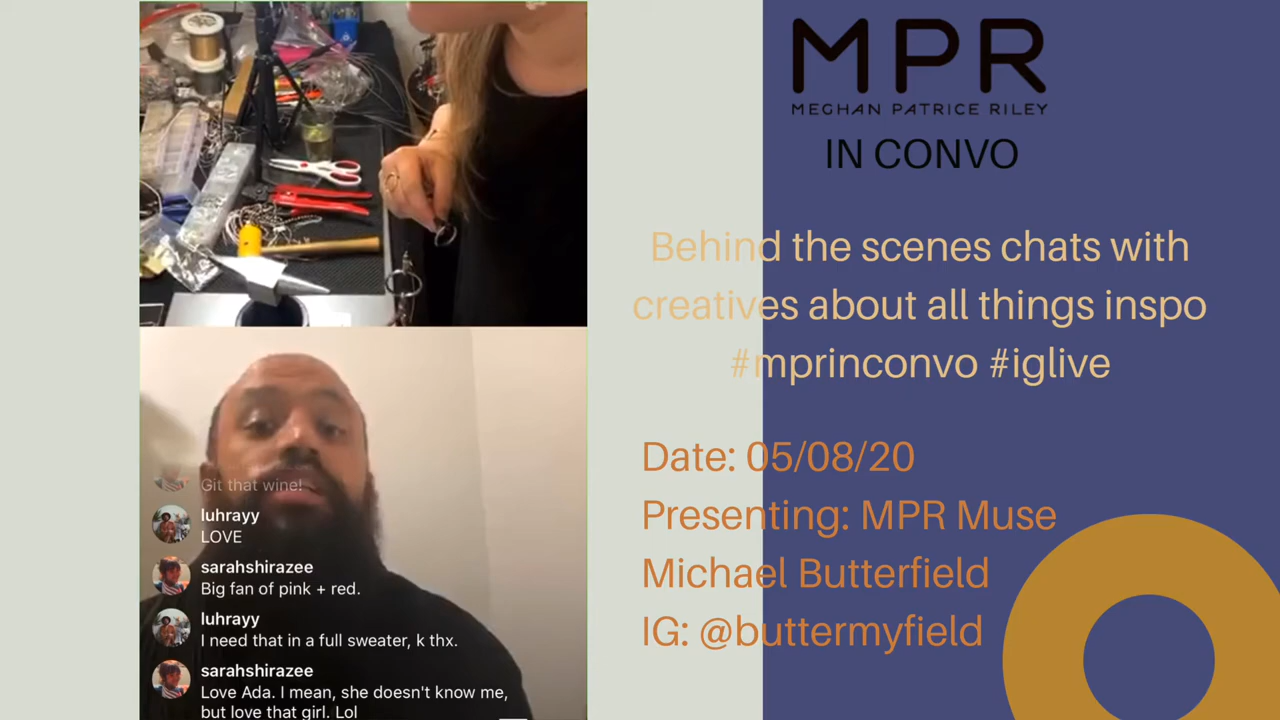 MPR
MEGHAN PATRICE RILEY
IN CONVO
Behind the scenes chats with
creatives about all things inspo
#mprinconvo #iglive
Date: 05/08/20
Presenting: MPR Muse
Michael Butterfield
IG: @buttermyfield
Git that wine!
luhrayy
LOVE
sarahshirazee
Big fan of pink + red.
luhrayy
I need that in a full sweater, k thx.
sarahshirazee
Love Ada. I mean, she doesn't know me,
but love that girl. Lol